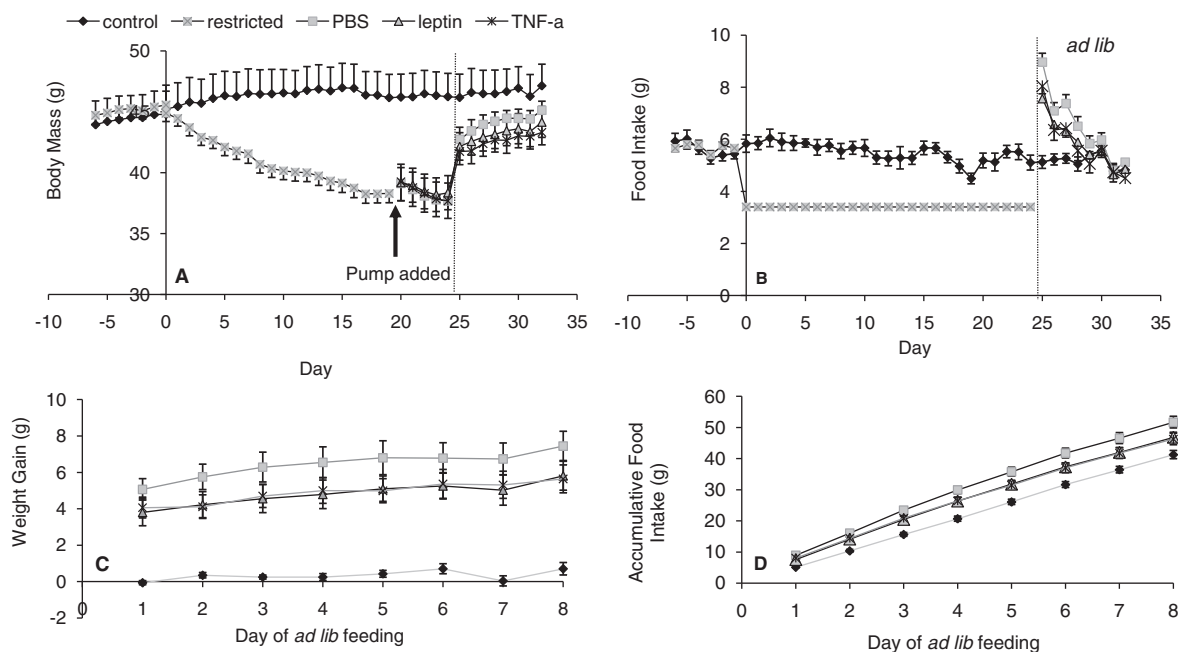 control restricted PBS leptin TNF-a
50
45
40
35
30
Body Mass (g)
A
Pump added
-10 -5 0 5 10 15 20 25 30 35
Day
10
8
6
4
2
0
Food Intake (g)
ad lib
B
-10 -5 0 5 10 15 20 25 30 35
Day
10
8
6
4
2
0
-2
Weight Gain (g)
C
0 1 2 3 4 5 6 7 8
Day of ad lib feeding
60
50
40
30
20
10
0
Accumulative Food
Intake (g)
D
0 1 2 3 4 5 6 7 8
Day of ad lib feeding